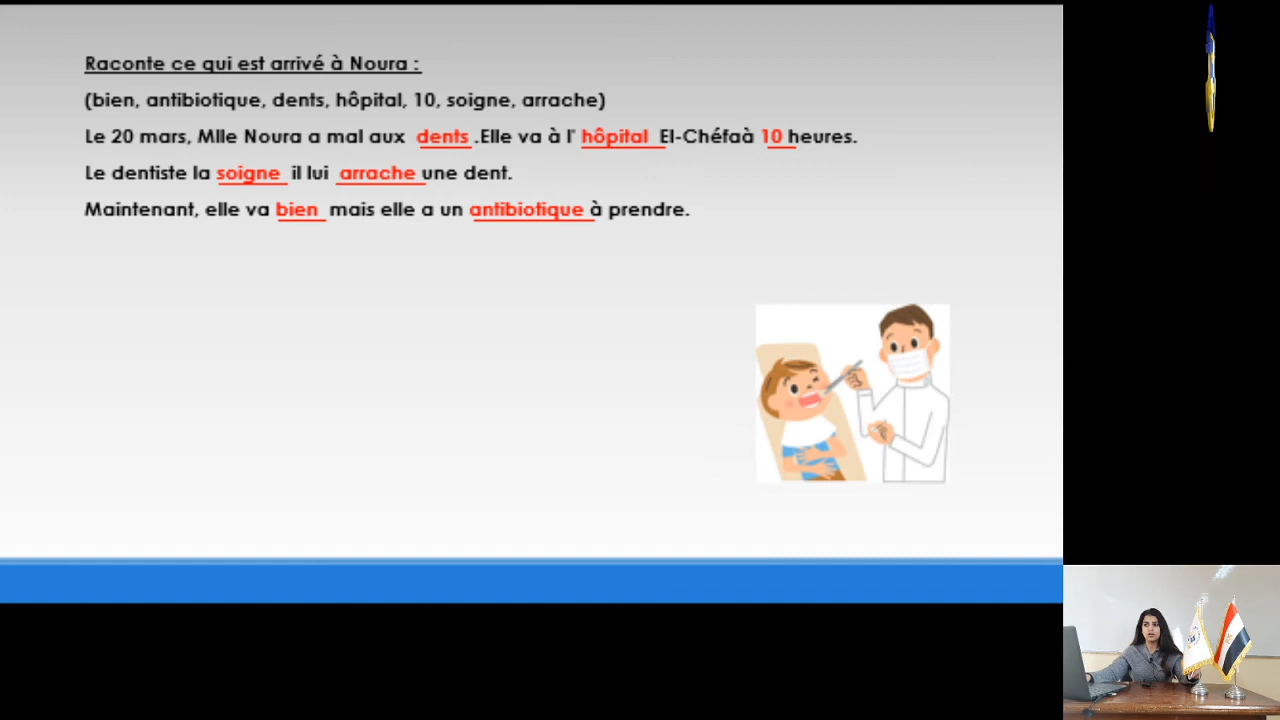 Raconte ce qui est arrivé à Noura :
(bien, antibiotique, dents, hôpital, 10, soigne, arrache)
Le 20 mars, Mlle Noura a mal aux dents .Elle va à l' hôpital El-Chéfaà 10 heures.
Le dentiste la soigne il lui arrache une dent.
Maintenant, elle va bien mais elle a un antibiotique à prendre.